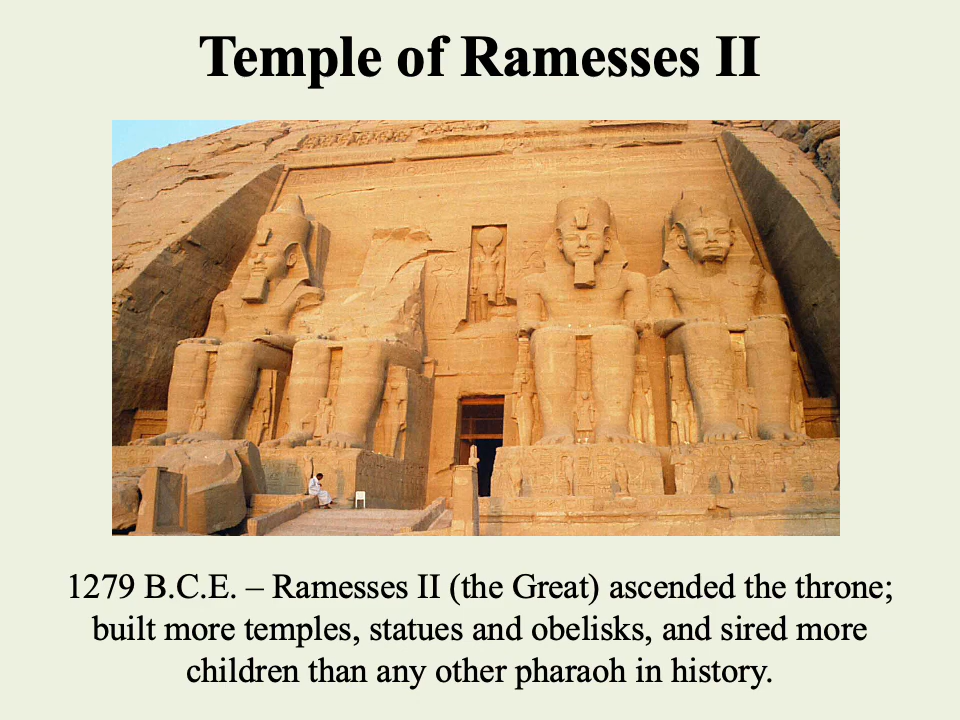 Temple of Ramesses II
1279 B.C.E. – Ramesses II (the Great) ascended the throne;
built more temples, statues and obelisks, and sired more
children than any other pharaoh in history.